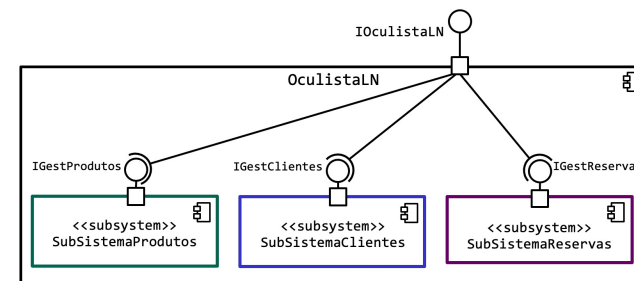 IOculistaLN
OculistaLN
IGestProdutos
IGestClientes
IGestReserva
<<subsystem>>
SubSistemaProdutos
<<subsystem>>
SubSistemaClientes
<<subsystem>>
SubSistemaReservas